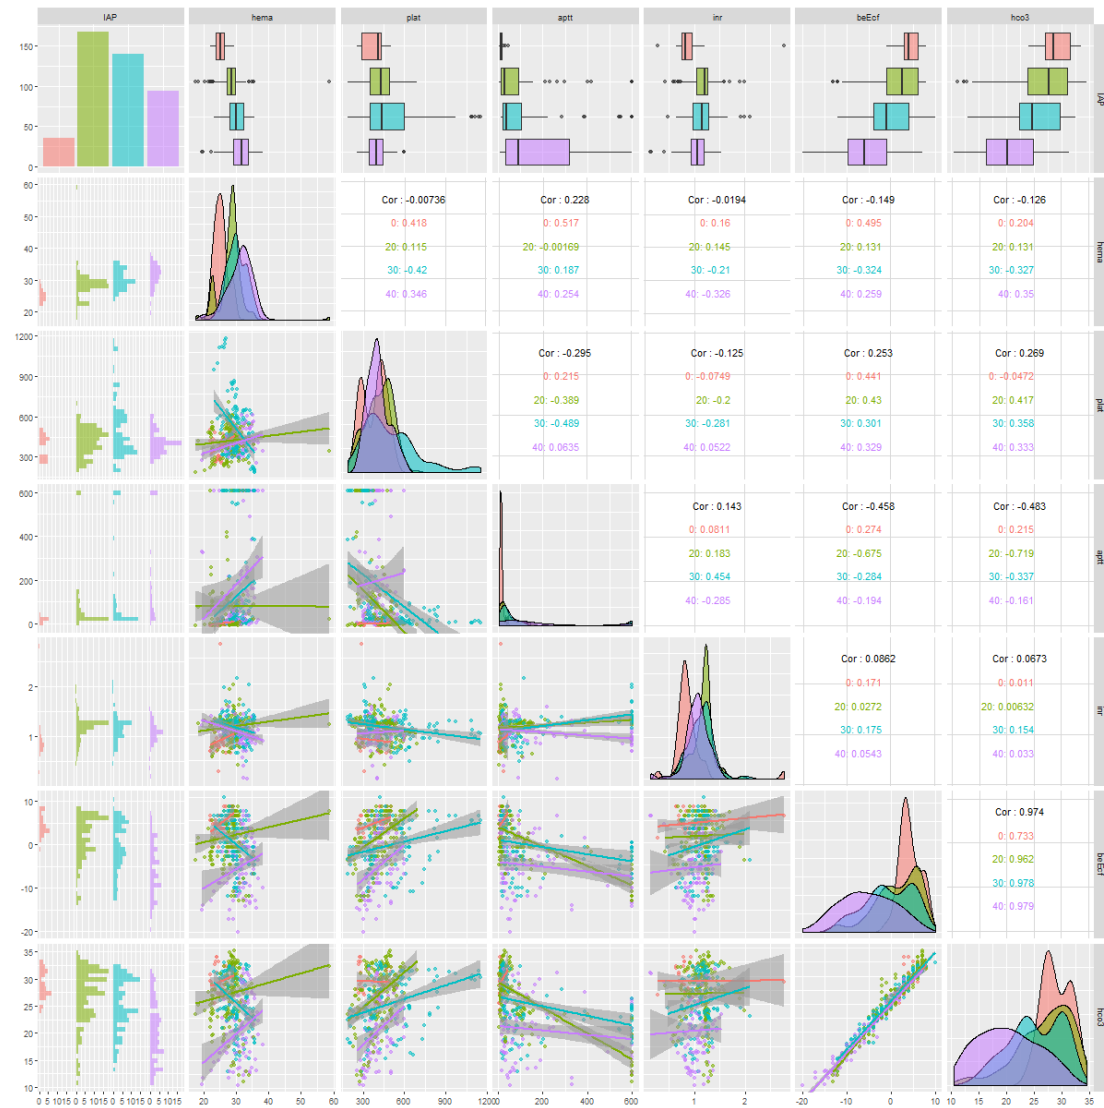 IAP hema plat aptt inr beEcf hco3
150
100
50
0
IAP
60
50
40
30
20
Cor : -0.00736 Cor : 0.228 Cor : -0.0194 Cor : -0.149 Cor : -0.126
0: 0.418 0: 0.517 0: 0.16 0: 0.495 0: 0.204
20: 0.115 20: -0.00169 20: 0.145 20: 0.131 20: 0.131
30: -0.42 30: 0.187 30: -0.21 30: -0.324 30: -0.327
40: 0.346 40: 0.254 40: -0.326 40: 0.259 40: 0.35
hema
1200
900
600
300
Cor : -0.295 Cor : -0.125 Cor : 0.253 Cor : 0.269
0: 0.215 0: -0.0749 0: 0.441 0: -0.0472
20: -0.389 20: -0.2 20: 0.43 20: 0.417
30: -0.489 30: -0.281 30: 0.301 30: 0.358
40: 0.0635 40: 0.0522 40: 0.329 40: 0.333
plat
600
400
200
0
Cor : 0.143 Cor : -0.458 Cor : -0.483
0: 0.0811 0: 0.274 0: 0.215
20: 0.183 20: -0.675 20: -0.719
30: 0.454 30: -0.284 30: -0.337
40: -0.285 40: -0.194 40: -0.161
aptt
2
1
Cor : 0.0862 Cor : 0.0673
0: 0.171 0: 0.011
20: 0.0272 20: 0.00632
30: 0.175 30: 0.154
40: 0.0543 40: 0.033
inr
10
0
-10
-20
Cor : 0.974
0: 0.733
20: 0.962
30: 0.978
40: 0.979
beEcf
35
30
25
20
15
10
hco3
0 5 1015 0 5 1015 0 5 1015 0 5 1015 20 30 40 50 60 300 600 900 1200 0 200 400 600 1 2 -20 -10 0 10 10 15 20 25 30 35